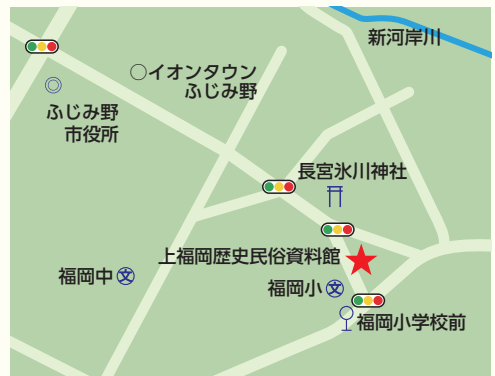 新河岸川
イオンタウン
ふじみ野
ふじみ野
市役所
長宮氷川神社
上福岡歴史民俗資料館
福岡中 文
福岡小 文
福岡小学校前